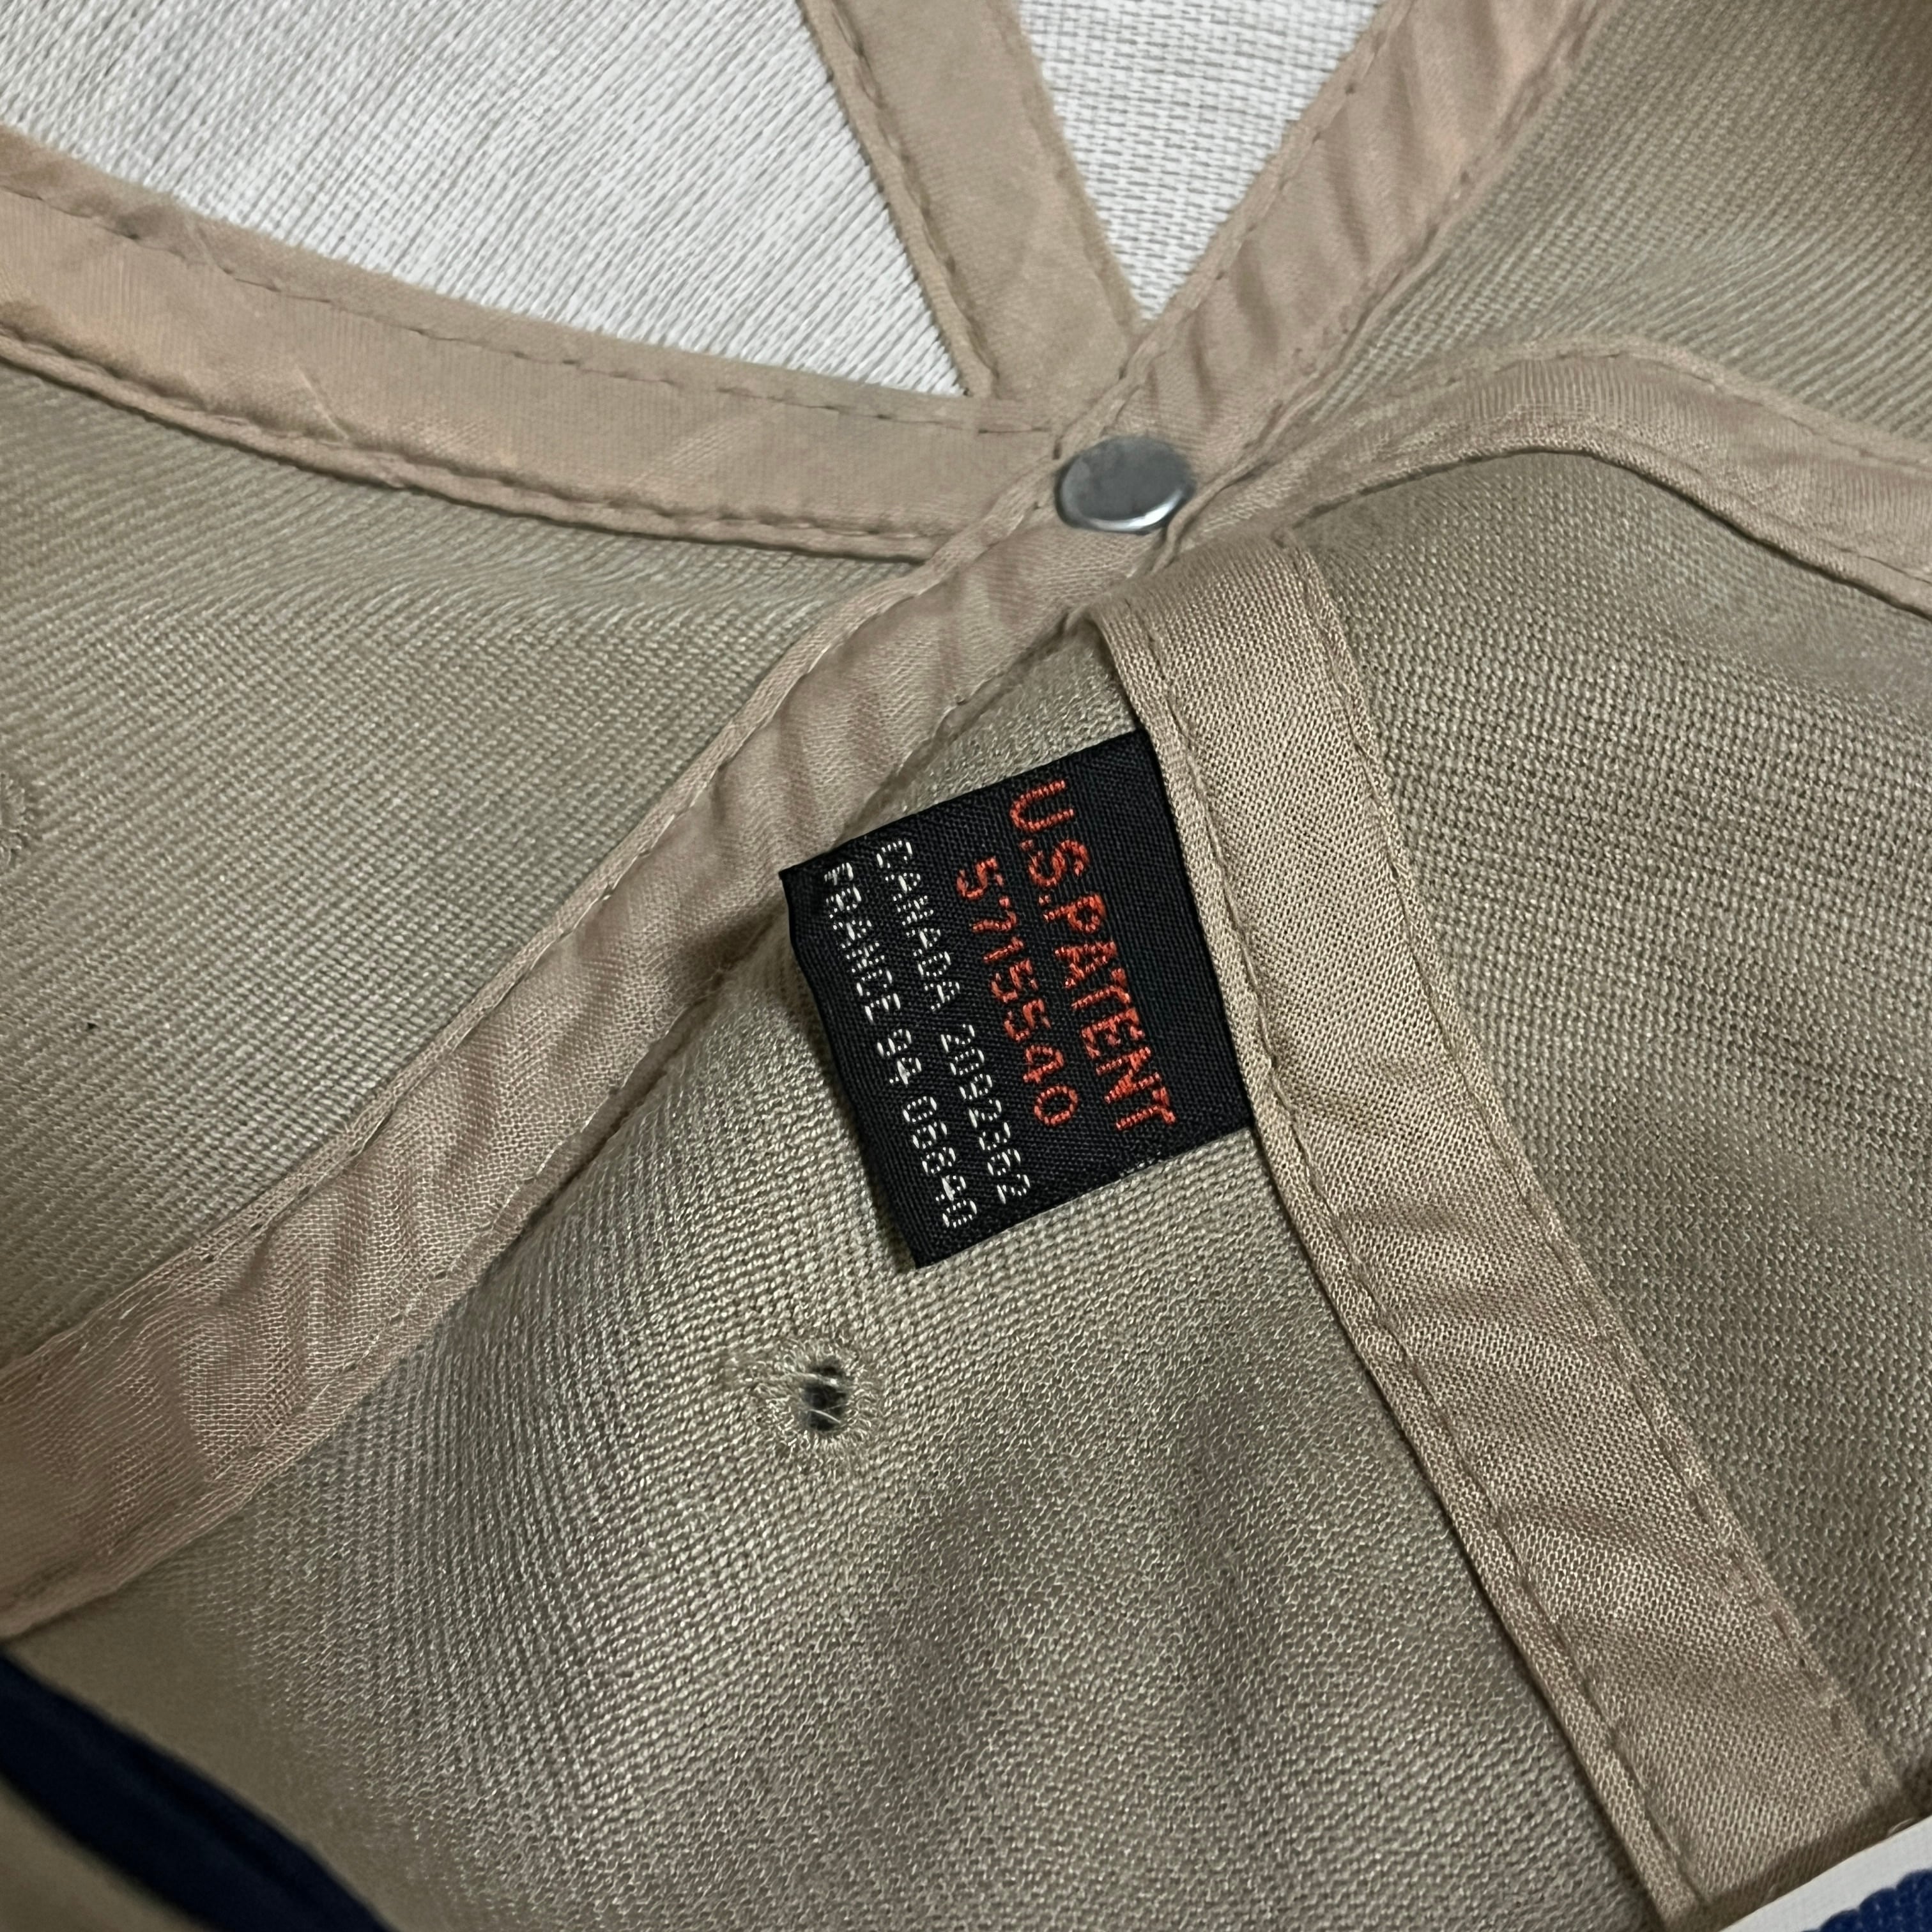 U.S.PATENT
5715540
CANADA 2092362
FRANCE 94 06840